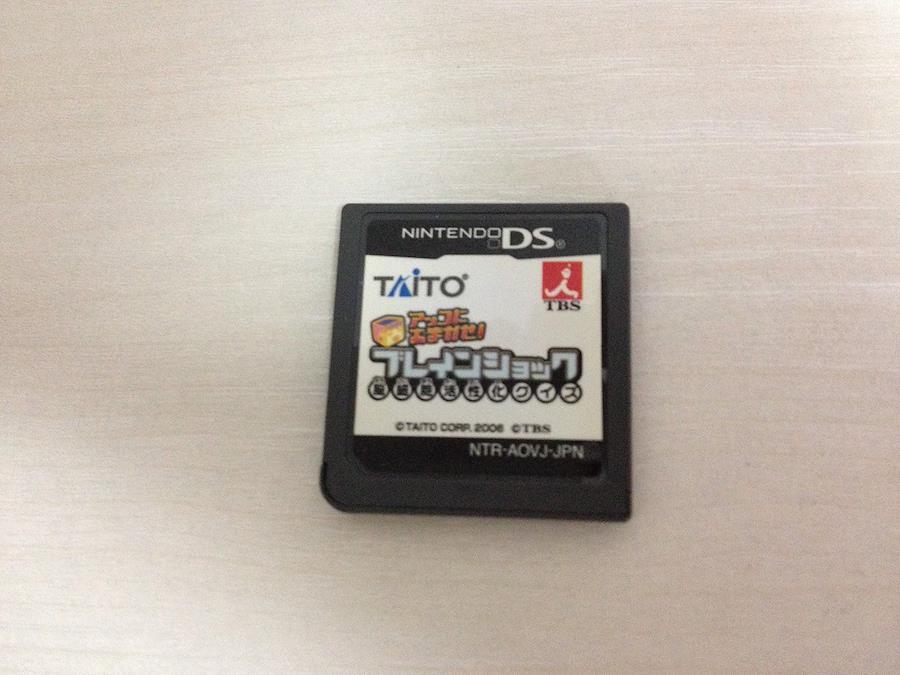 NINTENDO DS®
TAITO®
TBS
アッコに
おまかせ!
ブレインショック
脳細胞活性化クイズ
© TAITO CORP. 2006 © TBS
NTR-AOVJ-JPN